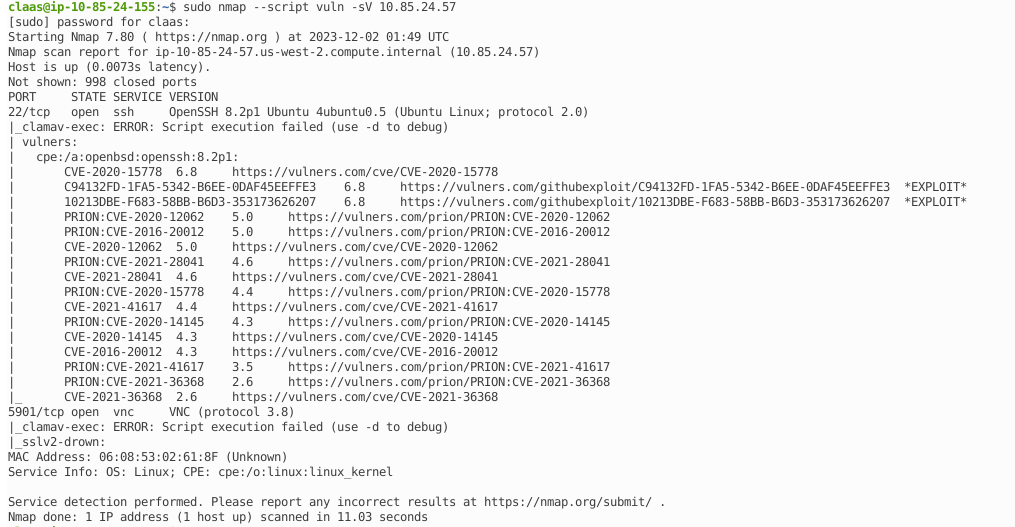 claas@ip-10-85-24-155:~$ sudo nmap --script vuln -sV 10.85.24.57
[sudo] password for claas:
Starting Nmap 7.80 ( https://nmap.org ) at 2023-12-02 01:49 UTC
Nmap scan report for ip-10-85-24-57.us-west-2.compute.internal (10.85.24.57)
Host is up (0.0073s latency).
Not shown: 998 closed ports
PORT     STATE SERVICE VERSION
22/tcp   open  ssh     OpenSSH 8.2p1 Ubuntu 4ubuntu0.5 (Ubuntu Linux; protocol 2.0)
|_clamav-exec: ERROR: Script execution failed (use -d to debug)
| vulners:
|   cpe:/a:openbsd:openssh:8.2p1:
|       CVE-2020-15778  6.8     https://vulners.com/cve/CVE-2020-15778
|       C94132FD-1FA5-5342-B6EE-0DAF45EEFFE3    6.8     https://vulners.com/githubexploit/C94132FD-1FA5-5342-B6EE-0DAF45EEFFE3  *EXPLOIT*
|       10213DBE-F683-58BB-B6D3-353173626207    6.8     https://vulners.com/githubexploit/10213DBE-F683-58BB-B6D3-353173626207  *EXPLOIT*
|       PRION:CVE-2020-12062    5.0     https://vulners.com/prion/PRION:CVE-2020-12062
|       PRION:CVE-2016-20012    5.0     https://vulners.com/prion/PRION:CVE-2016-20012
|       CVE-2020-12062  5.0     https://vulners.com/cve/CVE-2020-12062
|       PRION:CVE-2021-28041    4.6     https://vulners.com/prion/PRION:CVE-2021-28041
|       CVE-2021-28041  4.6     https://vulners.com/cve/CVE-2021-28041
|       PRION:CVE-2020-15778    4.4     https://vulners.com/prion/PRION:CVE-2020-15778
|       CVE-2021-41617  4.4     https://vulners.com/cve/CVE-2021-41617
|       PRION:CVE-2020-14145    4.3     https://vulners.com/prion/PRION:CVE-2020-14145
|       CVE-2020-14145  4.3     https://vulners.com/cve/CVE-2020-14145
|       CVE-2016-20012  4.3     https://vulners.com/cve/CVE-2016-20012
|       PRION:CVE-2021-41617    3.5     https://vulners.com/prion/PRION:CVE-2021-41617
|       PRION:CVE-2021-36368    2.6     https://vulners.com/prion/PRION:CVE-2021-36368
|_      CVE-2021-36368  2.6     https://vulners.com/cve/CVE-2021-36368
5901/tcp open  vnc     VNC (protocol 3.8)
|_clamav-exec: ERROR: Script execution failed (use -d to debug)
|_sslv2-drown:
MAC Address: 06:08:53:02:61:8F (Unknown)
Service Info: OS: Linux; CPE: cpe:/o:linux:linux_kernel
Service detection performed. Please report any incorrect results at https://nmap.org/submit/ .
Nmap done: 1 IP address (1 host up) scanned in 11.03 seconds